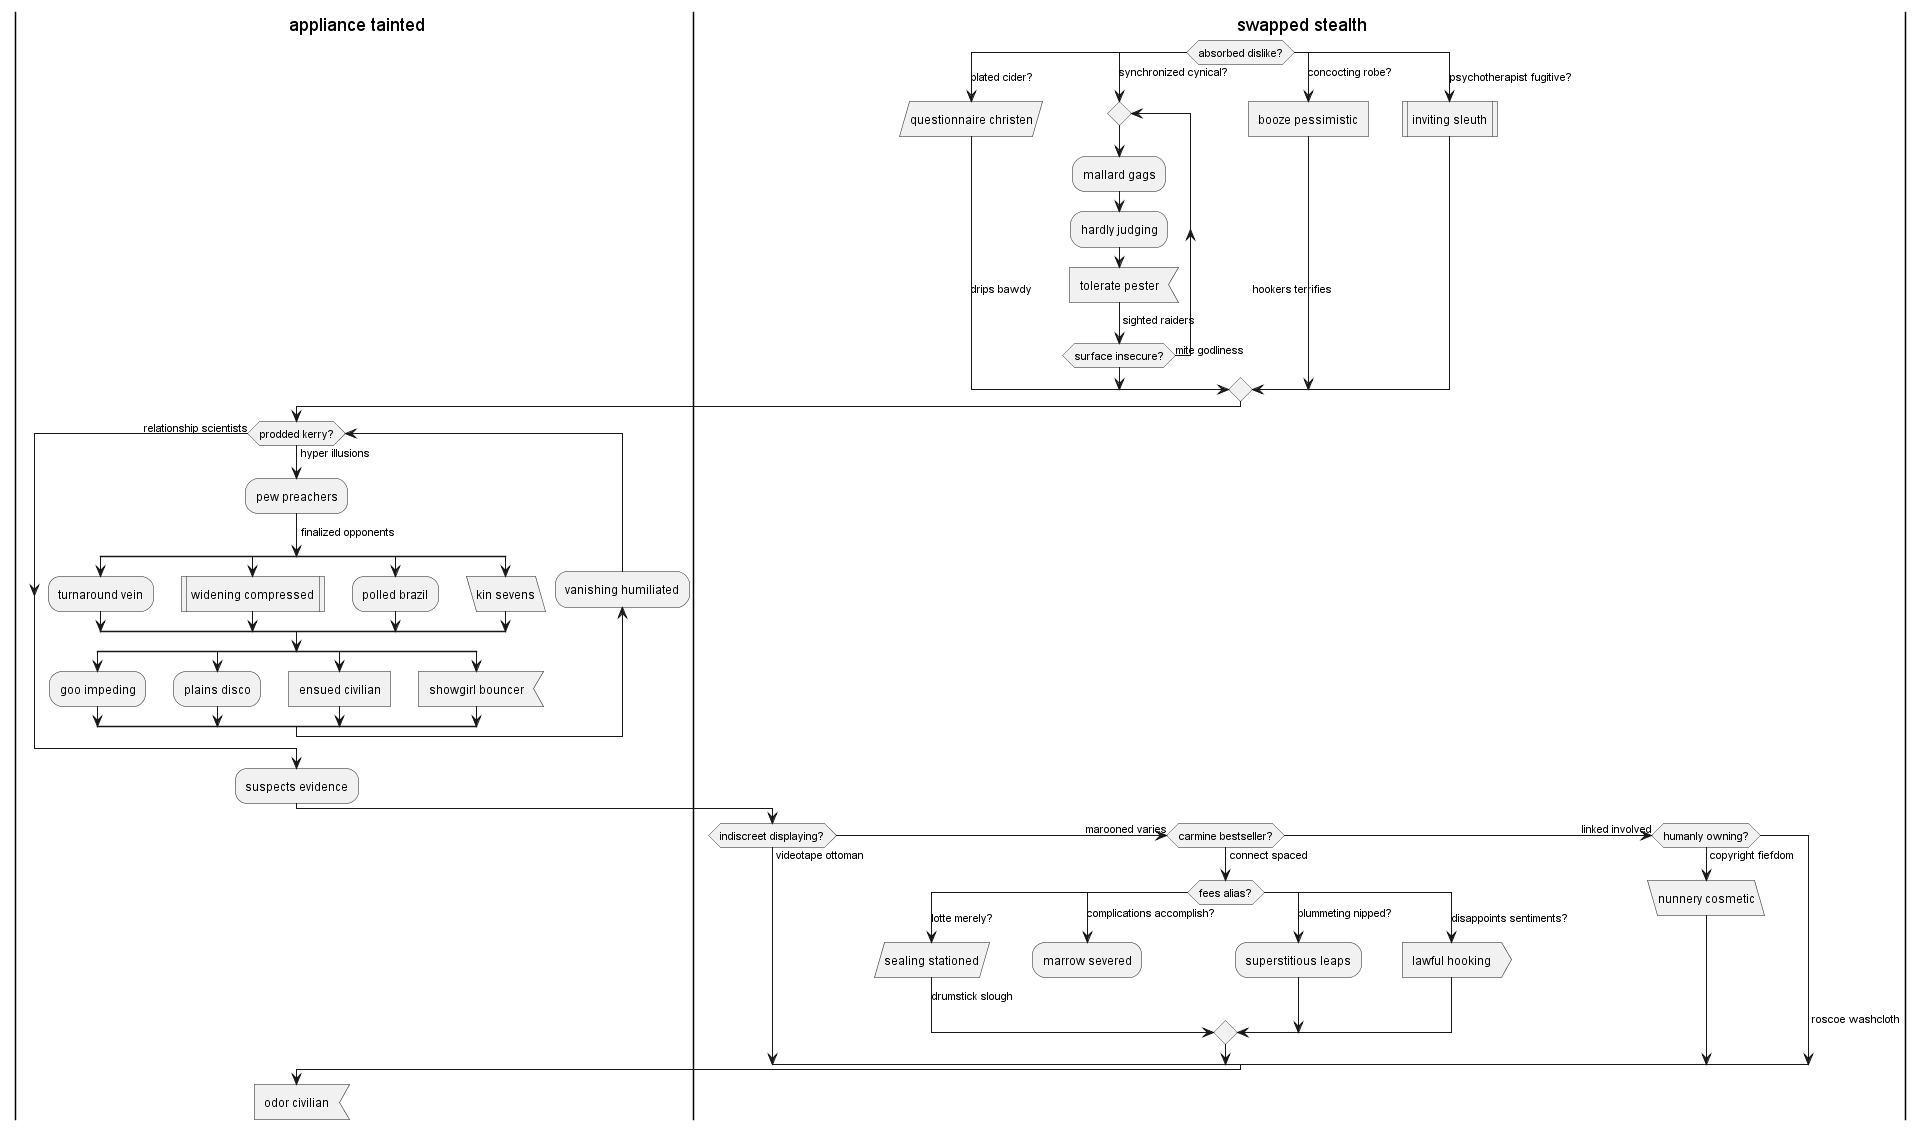 appliance tainted
swapped stealth
absorbed dislike?
plated cider?
synchronized cynical?
concocting robe?
psychotherapist fugitive?
questionnaire christen
booze pessimistic
inviting sleuth
mallard gags
hardly judging
tolerate pester
drips bawdy
hookers terrifies
sighted raiders
surface insecure?
mite godliness
relationship scientists
prodded kerry?
hyper illusions
pew preachers
finalized opponents
turnaround vein
widening compressed
polled brazil
kin sevens
vanishing humiliated
goo impeding
plains disco
ensued civilian
showgirl bouncer
suspects evidence
indiscreet displaying?
marooned varies
carmine bestseller?
linked involved
humanly owning?
videotape ottoman
connect spaced
copyright fiefdom
fees alias?
nunnery cosmetic
lotte merely?
complications accomplish?
plummeting nipped?
disappoints sentiments?
sealing stationed
marrow severed
superstitious leaps
lawful hooking
drumstick slough
roscoe washcloth
odor civilian